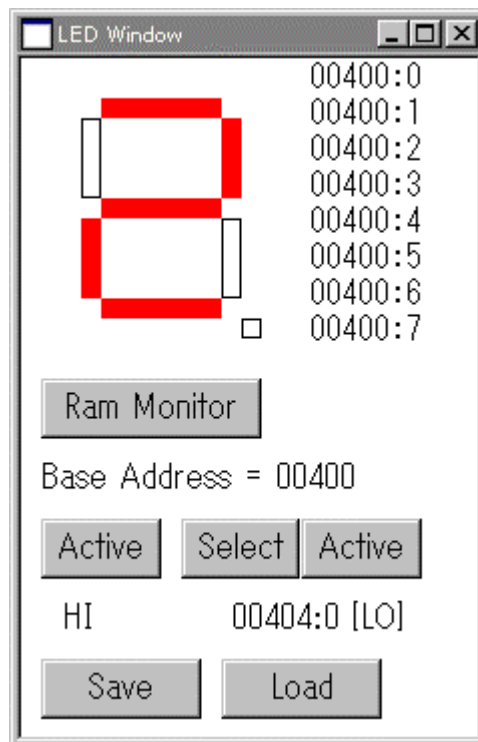 LED Window
00400:0
00400:1
00400:2
00400:3
00400:4
00400:5
00400:6
00400:7
Ram Monitor
Base Address = 00400
Active Select Active
HI 00404:0 [LO]
Save Load